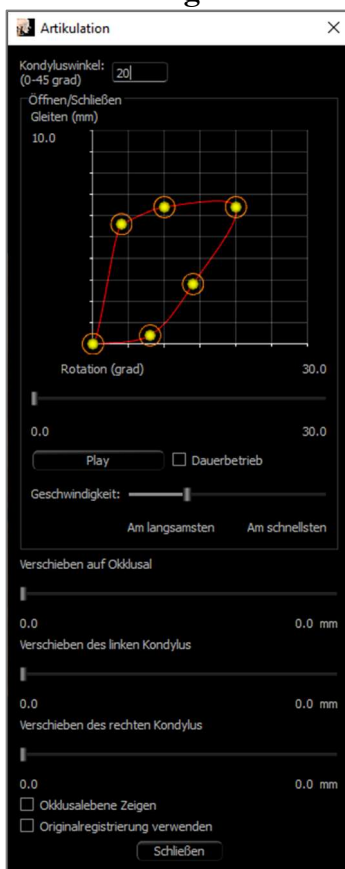 Artikulation
Kondyluswinkel:
(0-45 grad)
20
Öffnen/Schließen
Gleiten (mm)
10.0
Rotation (grad) 30.0
0.0 30.0
Play Dauerbetrieb
Geschwindigkeit:
Am langsamsten Am schnellsten
Verschieben auf Okklusal
0.0 0.0 mm
Verschieben des linken Kondylus
0.0 0.0 mm
Verschieben des rechten Kondylus
0.0 0.0 mm
Okklusalebene Zeigen
Originalregistrierung verwenden
Schließen